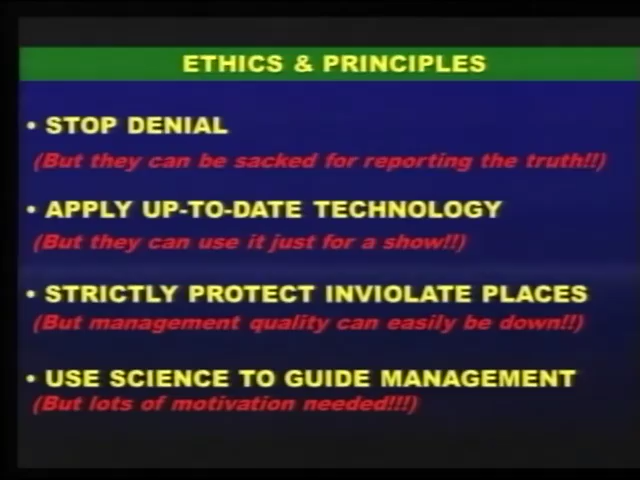 ETHICS & PRINCIPLES
• STOP DENIAL
(But they can be sacked for reporting the truth!!)
• APPLY UP-TO-DATE TECHNOLOGY
(But they can use it just for a show!!)
• STRICTLY PROTECT INVIOLATE PLACES
(But management quality can easily be down!!)
• USE SCIENCE TO GUIDE MANAGEMENT
(But lots of motivation needed!!!)